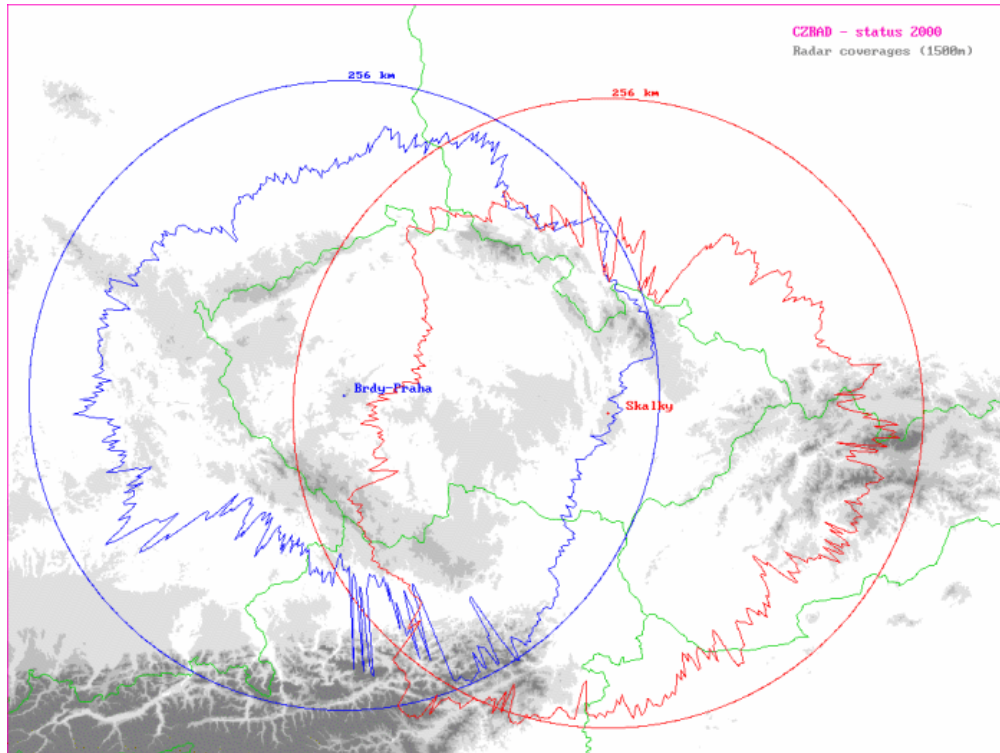 CZRAD - status 2000
Radar coverages (1500m)
256 km
256 km
Brdy-Praha
Skalky